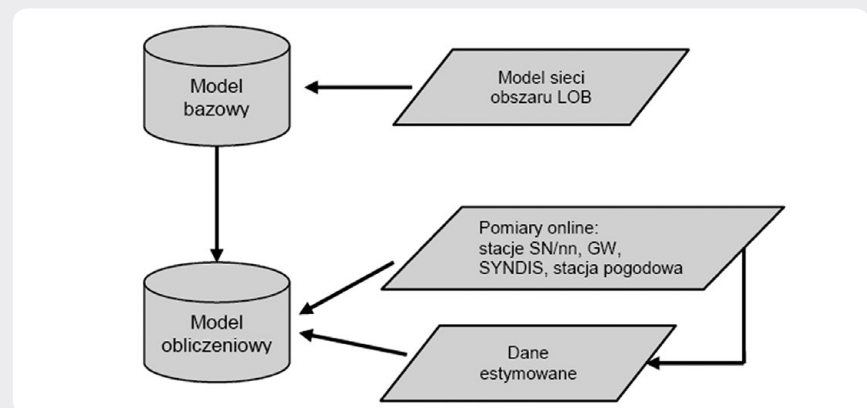 Model
bazowy
Model sieci
obszaru LOB
Pomiary online:
stacje SN/nn, GW,
SYNDIS, stacja pogodowa
Model
obliczeniowy
Dane
estymowane